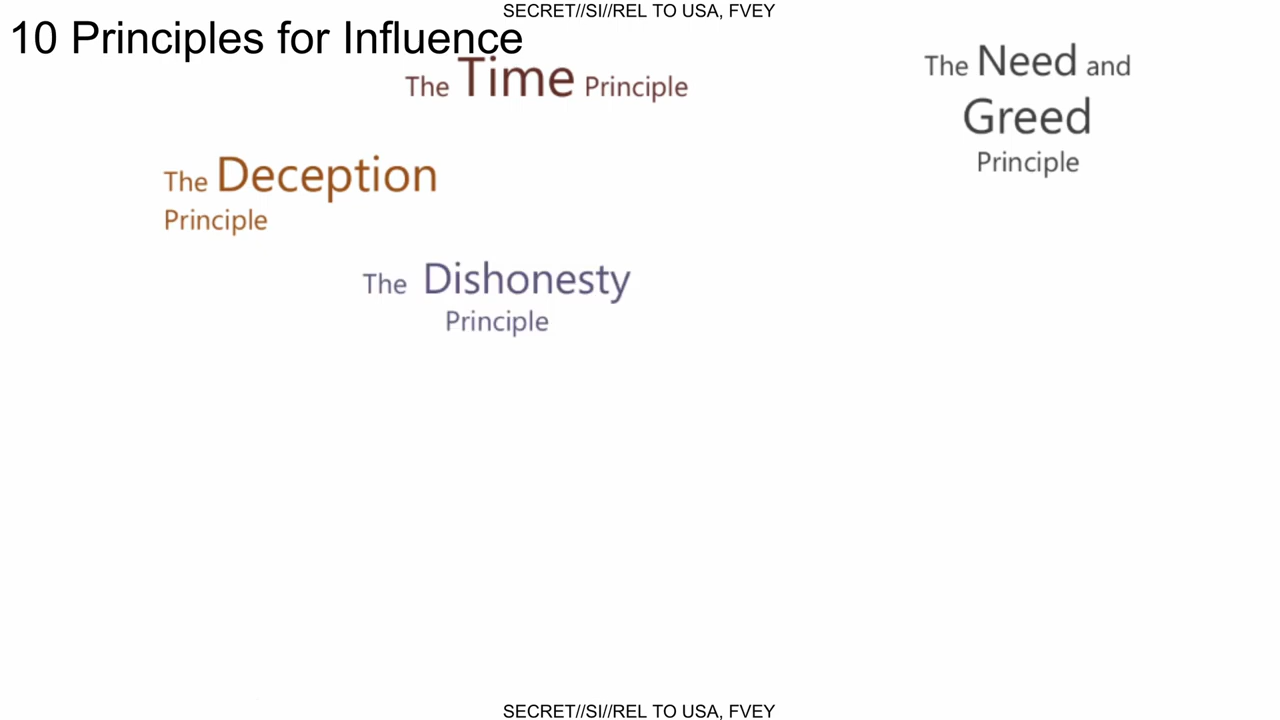 SECRET//SI//REL TO USA, FVEY
10 Principles for Influence
The Time Principle
The Need and
Greed
Principle
The Deception
Principle
The Dishonesty
Principle
SECRET//SI//REL TO USA, FVEY